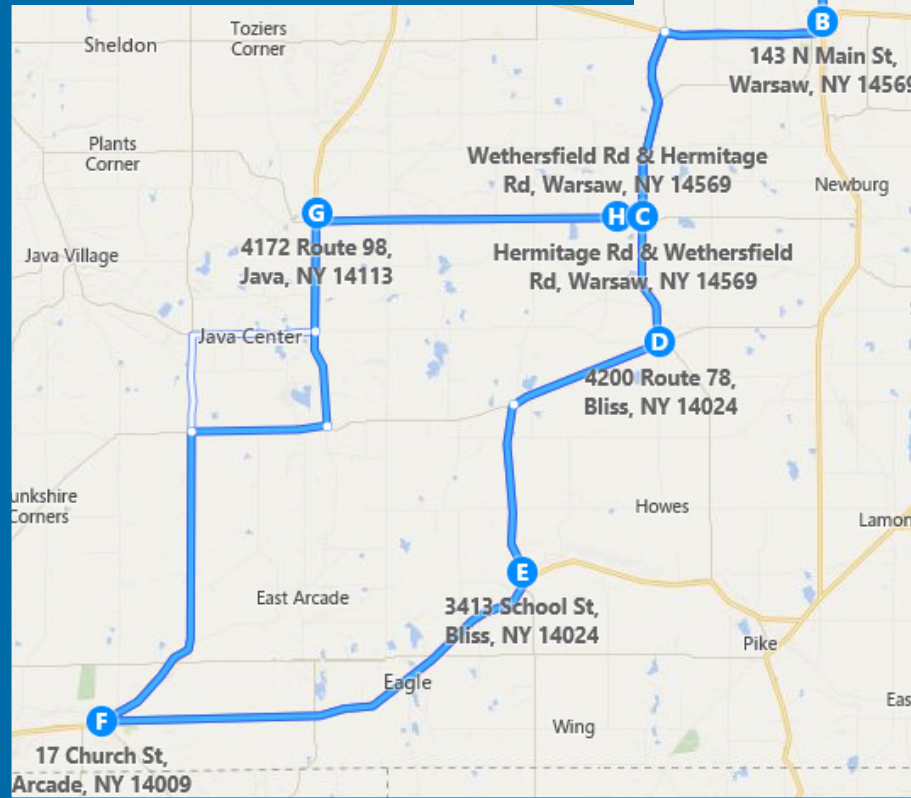 Sheldon
Toziers
Corner
B
143 N Main St,
Warsaw, NY 14569
Plants
Corner
Wethersfield Rd & Hermitage
Rd, Warsaw, NY 14569
Newburg
G
H
C
4172 Route 98,
Java, NY 14113
Hermitage Rd & Wethersfield
Rd, Warsaw, NY 14569
Java Village
Java Center
D
4200 Route 78,
Bliss, NY 14024
unkshire
Corners
Howes
Lamon
E
East Arcade
3413 School St,
Bliss, NY 14024
Pike
Eagle
Eas
F
Wing
17 Church St,
Arcade, NY 14009